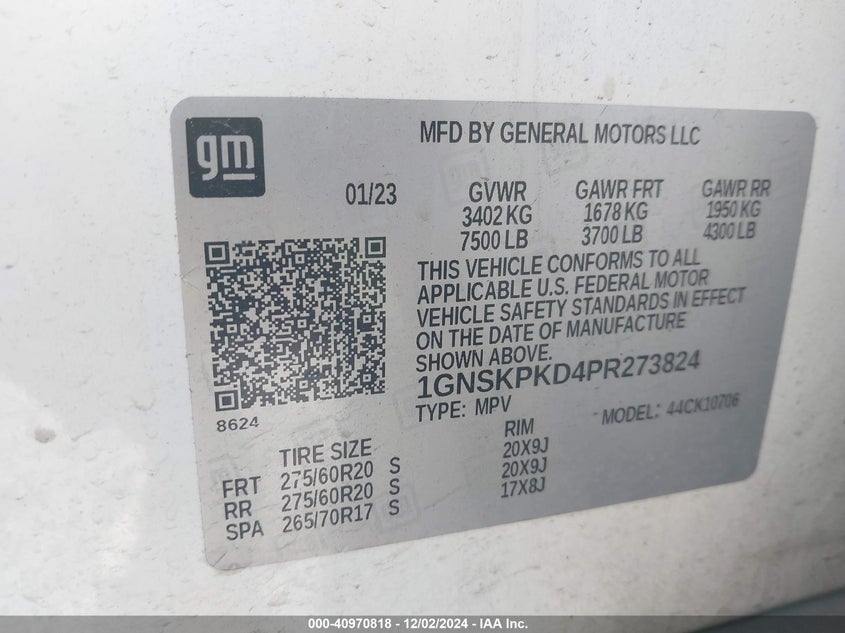 gm
MFD BY GENERAL MOTORS LLC
01/23
GVWR GAWR FRT GAWR RR
3402 KG 1678 KG 1950 KG
7500 LB 3700 LB 4300 LB
THIS VEHICLE CONFORMS TO ALL
APPLICABLE U.S. FEDERAL MOTOR
VEHICLE SAFETY STANDARDS IN EFFECT
ON THE DATE OF MANUFACTURE
SHOWN ABOVE.
1GNSKPKD4PR273824
TYPE: MPV MODEL: 44CK10706
8624
TIRE SIZE RIM
FRT 275/60R20 S 20X9J
RR 275/60R20 S 20X9J
SPA 265/70R17 S 17X8J
000-40970818 - 12/02/2024 - IAA Inc.